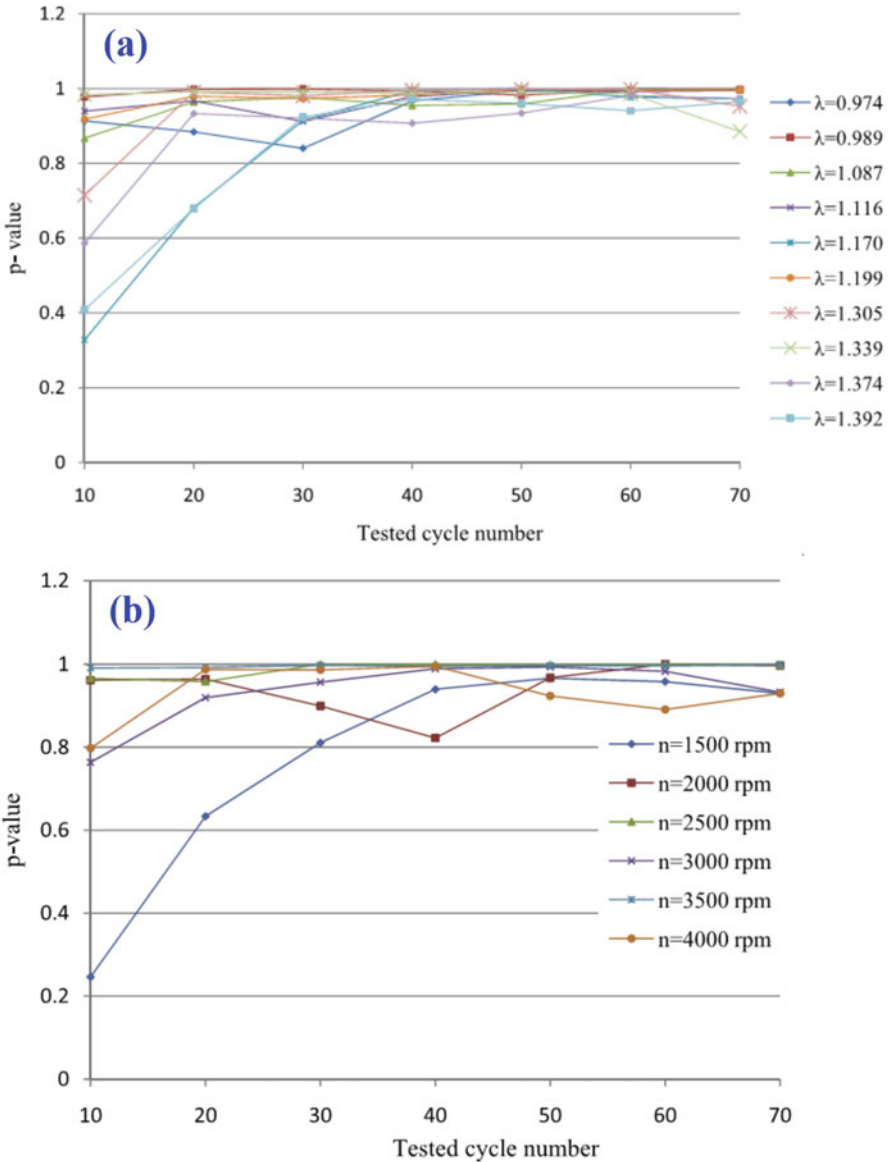 (a)
1.2
1
0.8
0.6
0.4
0.2
0
p- value
10 20 30 40 50 60 70
Tested cycle number
λ=0.974
λ=0.989
λ=1.087
λ=1.116
λ=1.170
λ=1.199
λ=1.305
λ=1.339
λ=1.374
λ=1.392
(b)
1.2
1
0.8
0.6
0.4
0.2
0
p-value
10 20 30 40 50 60 70
Tested cycle number
n=1500 rpm
n=2000 rpm
n=2500 rpm
n=3000 rpm
n=3500 rpm
n=4000 rpm